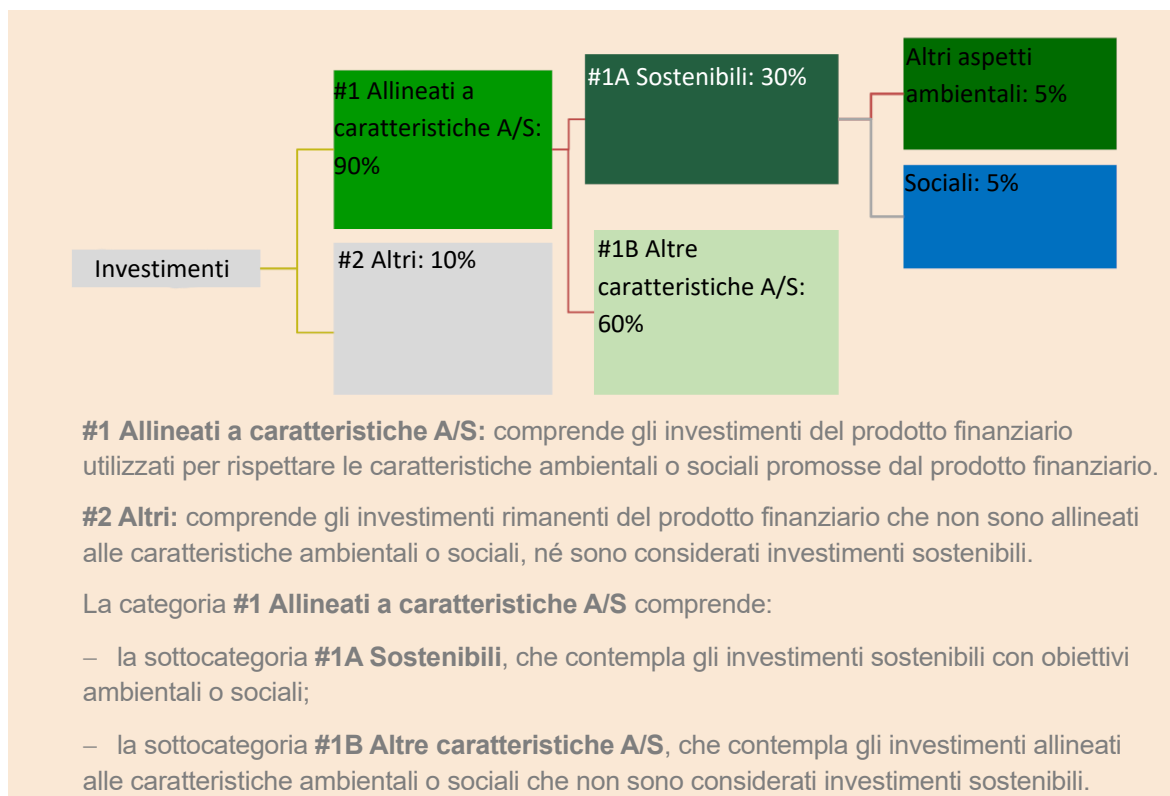 #1 Allineati a
caratteristiche A/S:
90%
#1A Sostenibili: 30%
Altri aspetti
ambientali: 5%
Sociali: 5%
Investimenti
#2 Altri: 10%
#1B Altre
caratteristiche A/S:
60%
#1 Allineati a caratteristiche A/S: comprende gli investimenti del prodotto finanziario
utilizzati per rispettare le caratteristiche ambientali o sociali promosse dal prodotto finanziario.
#2 Altri: comprende gli investimenti rimanenti del prodotto finanziario che non sono allineati
alle caratteristiche ambientali o sociali, né sono considerati investimenti sostenibili.
La categoria #1 Allineati a caratteristiche A/S comprende:
– la sottocategoria #1A Sostenibili, che contempla gli investimenti sostenibili con obiettivi
ambientali o sociali;
– la sottocategoria #1B Altre caratteristiche A/S, che contempla gli investimenti allineati
alle caratteristiche ambientali o sociali che non sono considerati investimenti sostenibili.